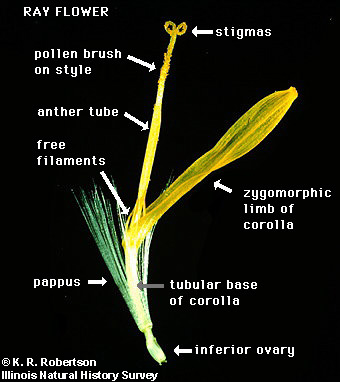 RAY FLOWER
stigmas
pollen brush
on style
anther tube
free
filaments
zygomorphic
limb of
corolla
pappus
tubular base
of corolla
inferior ovary
© K. R. Robertson
Illinois Natural History Survey